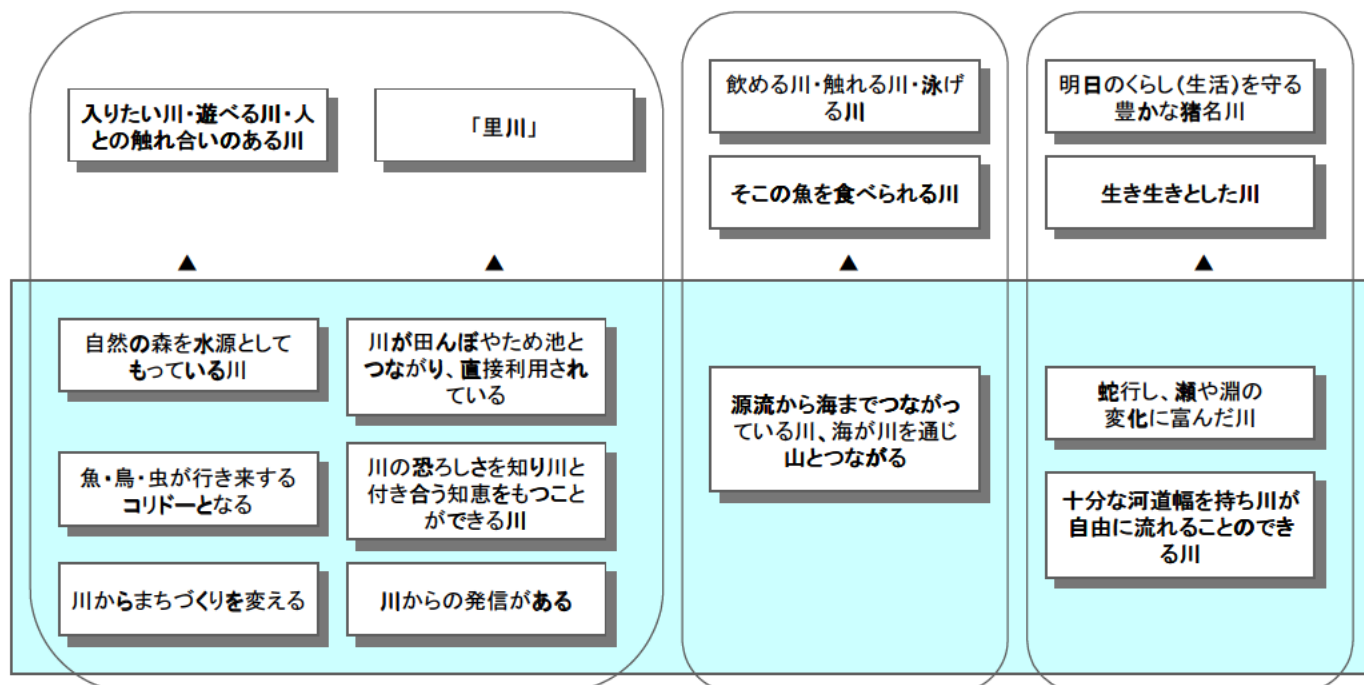 入りたい川・遊べる川・人
との触れ合いのある川
「里川」
▲
▲
自然の森を水源として
もっている川
川が田んぼやため池と
つながり、直接利用され
ている
魚・鳥・虫が行き来する
コリドーとなる
川の恐ろしさを知り川と
付き合う知恵をもつこと
ができる川
川からまちづくりを変える
川からの発信がある
飲める川・触れる川・泳げ
る川
そこの魚を食べられる川
▲
源流から海までつながっ
ている川、海が川を通じ
山とつながる
明日のくらし(生活)を守る
豊かな猪名川
生き生きとした川
▲
蛇行し、瀬や淵の
変化に富んだ川
十分な河道幅を持ち川が
自由に流れることのでき
る川